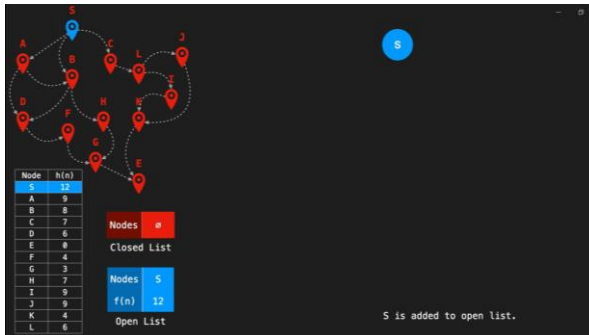 S
S
A
C
J
B
L
I
D
H
K
F
G
E
Node h(n)
S 12
A 9
B 8
C 7
D 6
E 0
F 4
G 3
H 7
I 9
J 9
K 4
L 6
Nodes ø
Closed List
Nodes S
f(n) 12
Open List
S is added to open list.